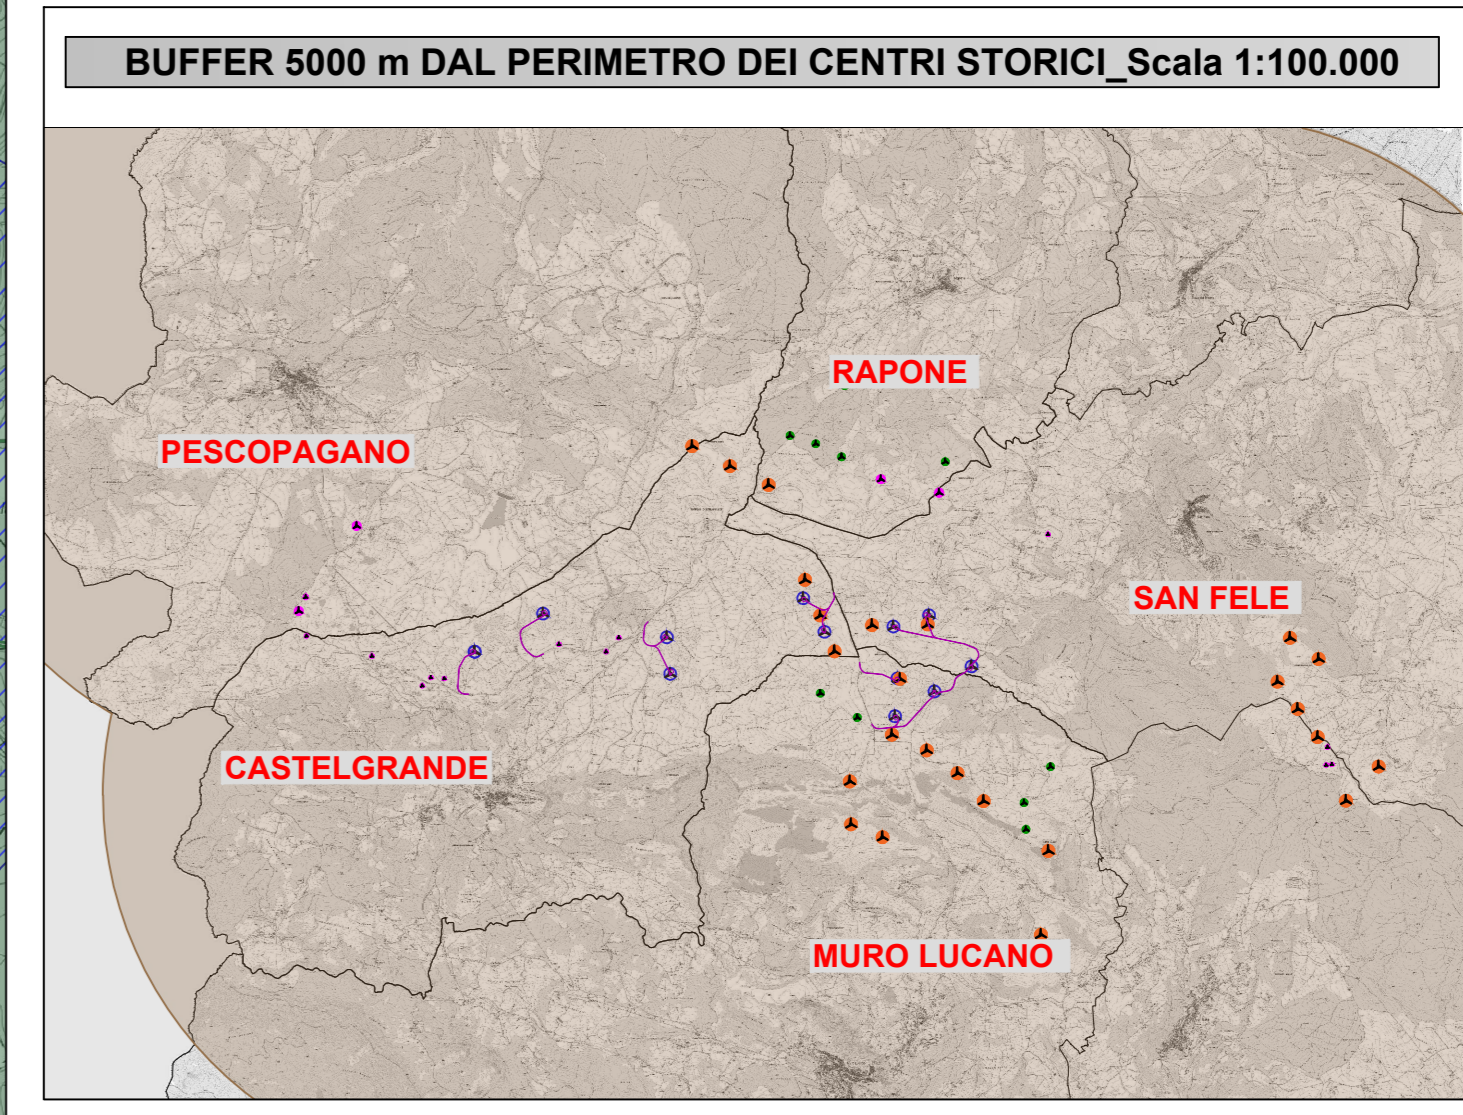 BUFFER 5000 m DAL PERIMETRO DEI CENTRI STORICI_Scala 1:100.000
RAPONE
PESCOPAGANO
SAN FELE
CASTELGRANDE
MURO LUCANO